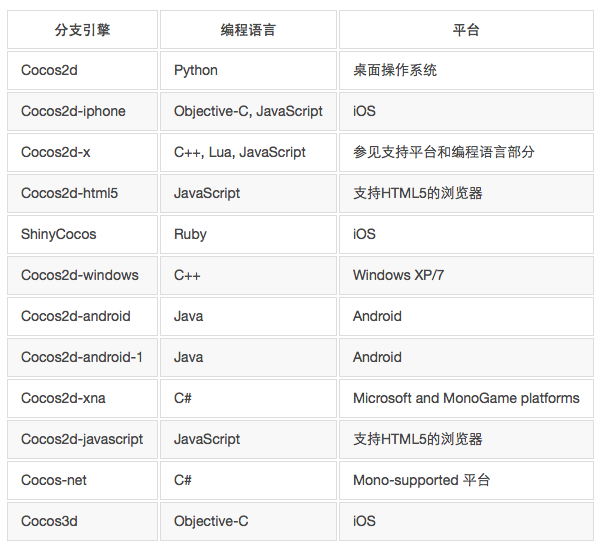 分支引擎 编程语言 平台
Cocos2d Python 桌面操作系统
Cocos2d-iphone Objective-C, JavaScript iOS
Cocos2d-x C++, Lua, JavaScript 参见支持平台和编程语言部分
Cocos2d-html5 JavaScript 支持HTML5的浏览器
ShinyCocos Ruby iOS
Cocos2d-windows C++ Windows XP/7
Cocos2d-android Java Android
Cocos2d-android-1 Java Android
Cocos2d-xna C# Microsoft and MonoGame platforms
Cocos2d-javascript JavaScript 支持HTML5的浏览器
Cocos-net C# Mono-supported 平台
Cocos3d Objective-C iOS